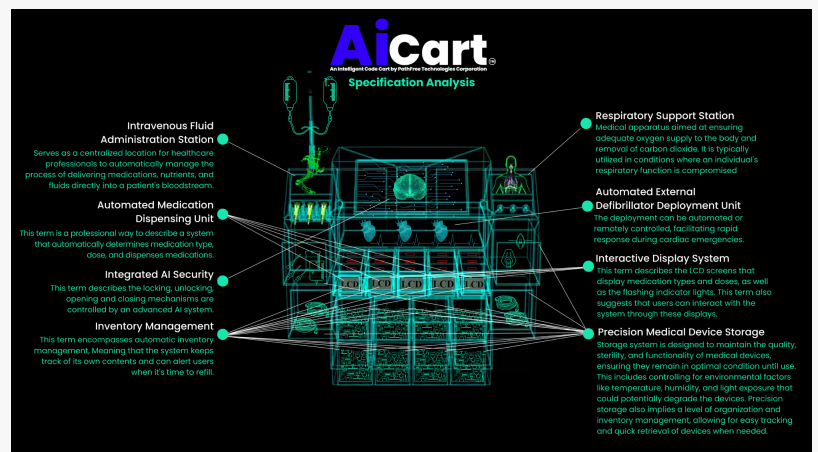 AiCart™
An Intelligent Code Cart by PathFree Technologies Corporation
Specification Analysis
Intravenous Fluid
Administration Station
Serves as a centralized location for healthcare
professionals to automatically manage the
process of delivering medications, nutrients, and
fluids directly into a patient's bloodstream.
Automated Medication
Dispensing Unit
This term is a professional way to describe a system
that automatically determines medication type,
dose, and dispenses medications.
Integrated AI Security
This term describes the locking, unlocking,
opening and closing mechanisms are
controlled by an advanced AI system.
Inventory Management
This term encompasses automatic inventory
management, Meaning that the system keeps
track of its own contents and can alert users
when it's time to refill.
LCD LCD LCD LCD LCD
Respiratory Support Station
Medical apparatus aimed at ensuring
adequate oxygen supply to the body and
removal of carbon dioxide. It is typically
utilized in conditions where an individual's
respiratory function is compromised
Automated External
Defibrillator Deployment Unit
The deployment can be automated or
remotely controlled, facilitating rapid
response during cardiac emergencies.
Interactive Display System
This term describes the LCD screens that
display medication types and doses, as well
as the flashing indicator lights. This term also
suggests that users can interact with the
system through these displays.
Precision Medical Device Storage
Storage system is designed to maintain the quality,
sterility, and functionality of medical devices,
ensuring they remain in optimal condition until use.
This includes controlling for environmental factors
like temperature, humidity, and light exposure that
could potentially degrade the devices. Precision
storage also implies a level of organization and
inventory management, allowing for easy tracking
and quick retrieval of devices when needed.